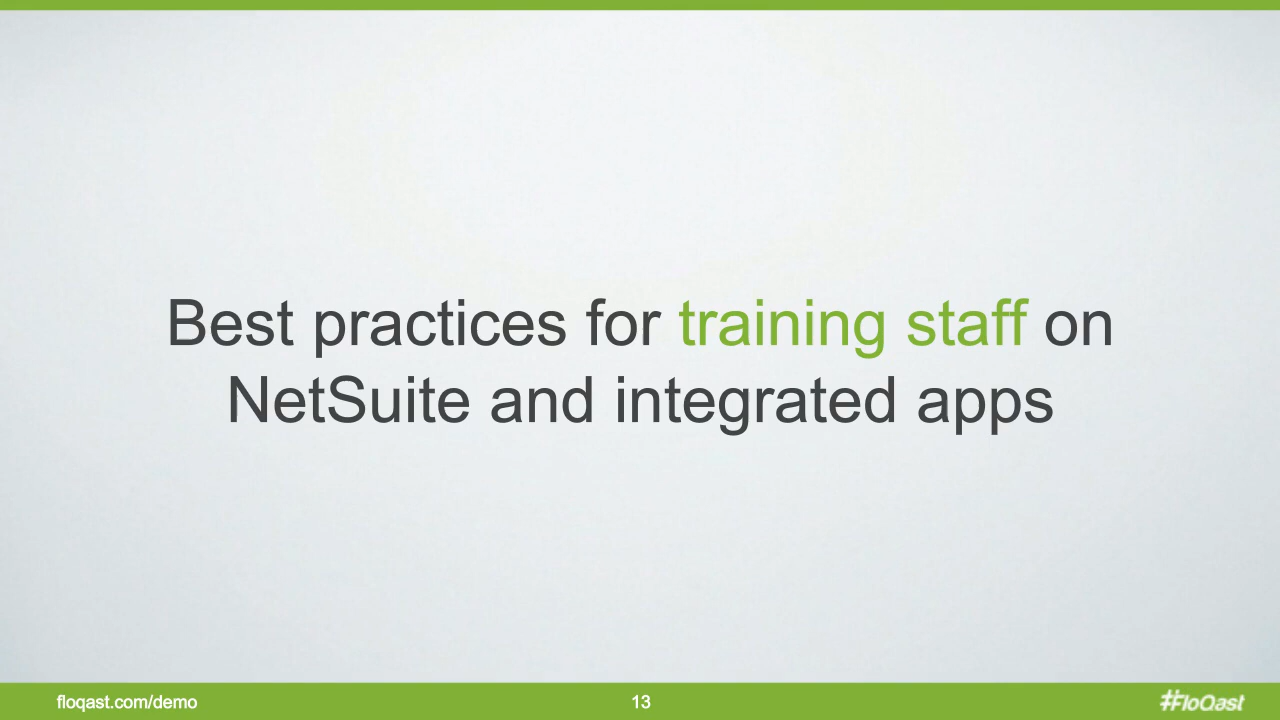 Best practices for training staff on
NetSuite and integrated apps
floqast.com/demo
13
#FloQast